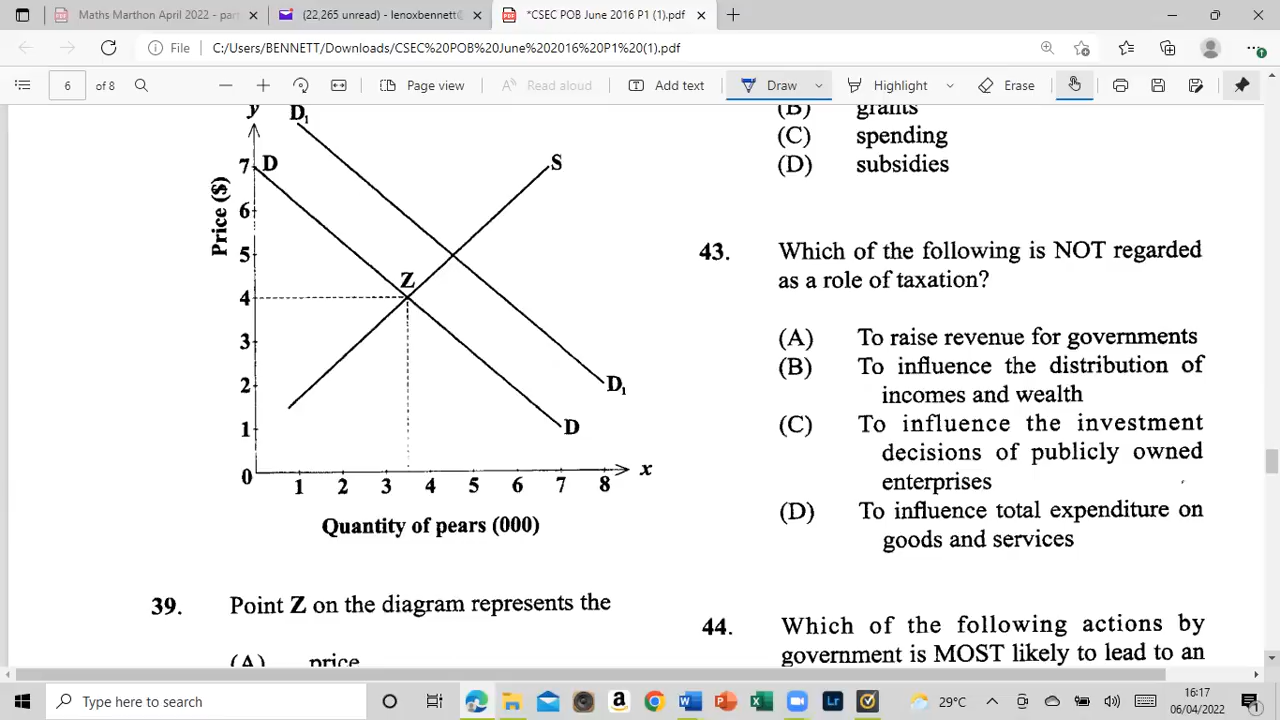 Maths Marthon April 2022 - par
(22,265 unread) - lenoxbennett@
*CSEC POB June 2016 P1 (1).pdf
File
C:/Users/BENNETT/Downloads/CSEC%20POB%20June%202016%20P1%20(1).pdf
6 of 8
Page view
Read aloud
Add text
Draw
Highlight
Erase
y
D1
7
D
S
Price ($)
6
5
Z
4
3
2
D1
1
D
0
x
1 2 3 4 5 6 7 8
Quantity of pears (000)
39. Point Z on the diagram represents the
(A) price
(B) grants
(C) spending
(D) subsidies
43. Which of the following is NOT regarded
as a role of taxation?
(A) To raise revenue for governments
(B) To influence the distribution of
incomes and wealth
(C) To influence the investment
decisions of publicly owned
enterprises
(D) To influence total expenditure on
goods and services
44. Which of the following actions by
government is MOST likely to lead to an
Type here to search
29°C
16:17
06/04/2022